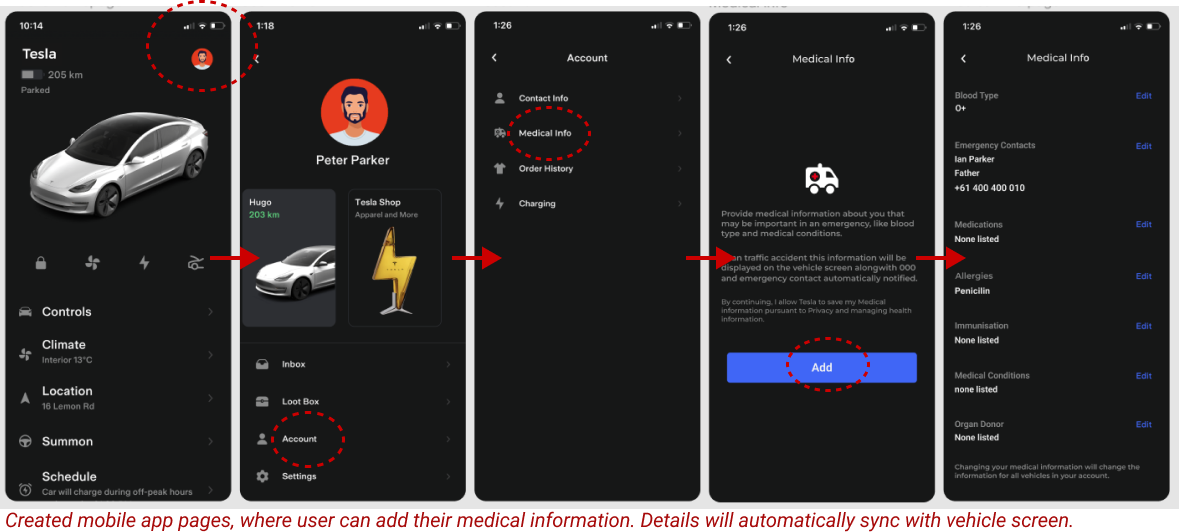 10:14
Tesla
205 km
Parked
Controls
Climate
Interior 13°C
Location
16 Lemon Rd
Summon
Schedule
Car will charge during off-peak hours
1:18
Peter Parker
Hugo
203 km
Tesla Shop
Apparel and More
Inbox
Loot Box
Account
Settings
1:26
Account
Contact Info
Medical Info
Order History
Charging
1:26
Medical Info
Provide medical information about you that
may be important in an emergency, like blood
type and medical conditions.
an traffic accident this information will be
displayed on the vehicle screen alongwith 000
and emergency contact automatically notified.
By continuing, I allow Tesla to save my Medical
information pursuant to Privacy and managing health
information.
Add
1:26
Medical Info
Blood Type Edit
O+
Emergency Contacts Edit
Ian Parker
Father
+61 400 400 010
Medications Edit
None listed
Allergies Edit
Penicilin
Immunisation Edit
None listed
Medical Conditions Edit
none listed
Organ Donor Edit
None listed
Changing your medical information will change the
information for all vehicles in your account.
Created mobile app pages, where user can add their medical information. Details will automatically sync with vehicle screen.